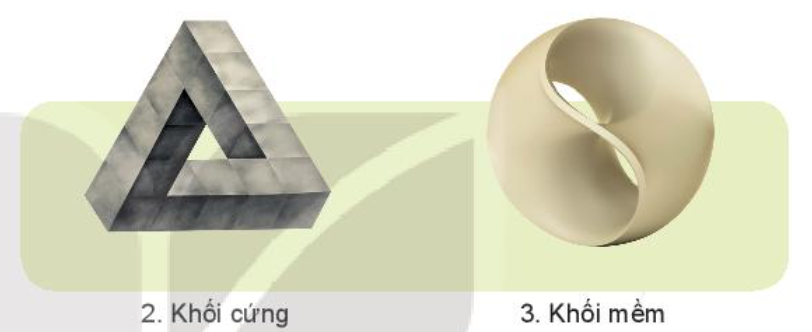 2. Khối cứng
3. Khối mềm